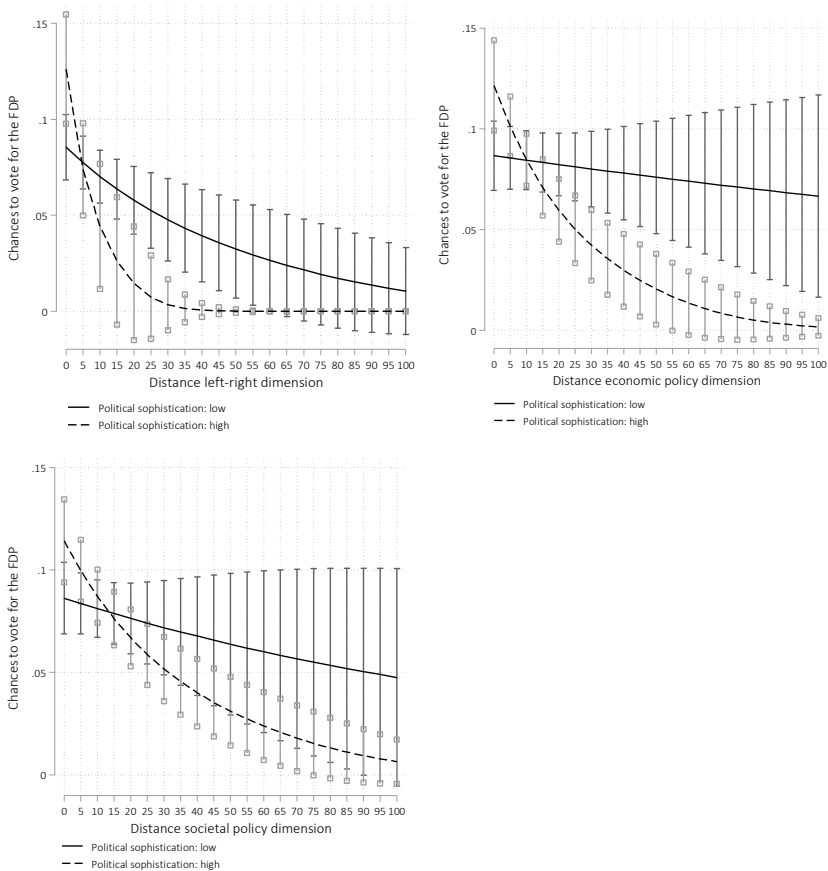 .15
.1
.05
0
Chances to vote for the FDP
0 5 10 15 20 25 30 35 40 45 50 55 60 65 70 75 80 85 90 95 100
Distance left-right dimension
Political sophistication: low
Political sophistication: high
.15
.1
.05
0
Chances to vote for the FDP
0 5 10 15 20 25 30 35 40 45 50 55 60 65 70 75 80 85 90 95 100
Distance economic policy dimension
Political sophistication: low
Political sophistication: high
.15
.1
.05
0
Chances to vote for the FDP
0 5 10 15 20 25 30 35 40 45 50 55 60 65 70 75 80 85 90 95 100
Distance societal policy dimension
Political sophistication: low
Political sophistication: high